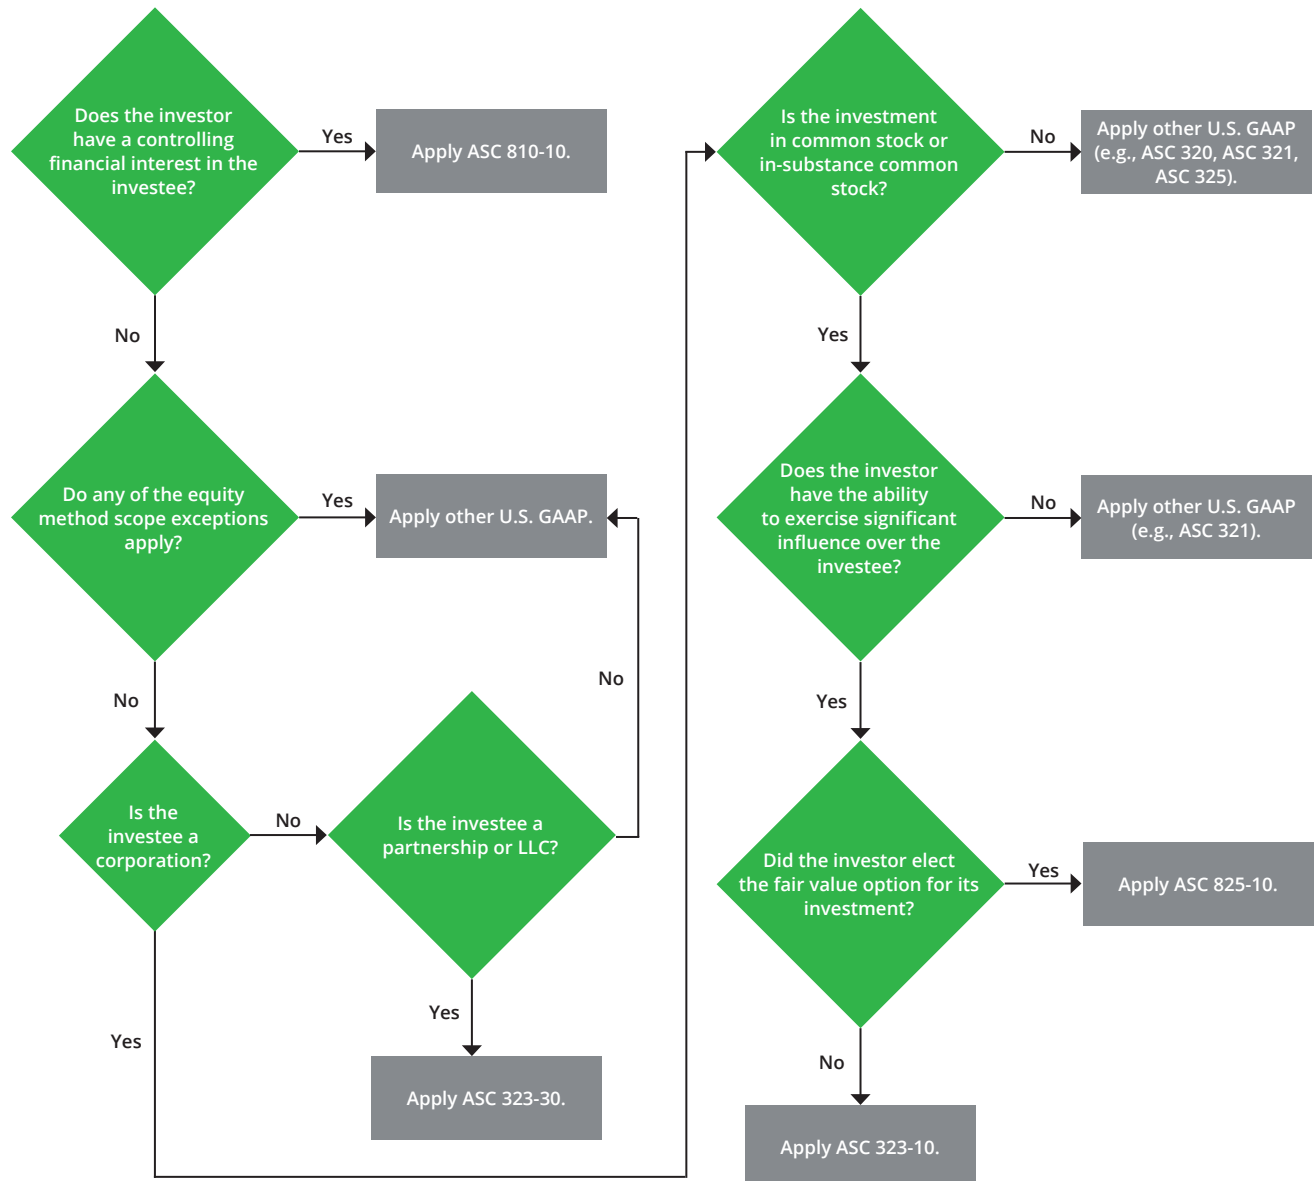 Does the investor
have a controlling
financial interest in the
investee?
Yes
Apply ASC 810-10.
No
Do any of the equity
method scope exceptions
apply?
Yes
Apply other U.S. GAAP.
No
No
Is the
investee a
corporation?
No
Is the investee a
partnership or LLC?
Yes
Yes
Apply ASC 323-30.
Is the investment
in common stock or
in-substance common
stock?
No
Apply other U.S. GAAP
(e.g., ASC 320, ASC 321,
ASC 325).
Yes
Does the investor
have the ability
to exercise significant
influence over the
investee?
No
Apply other U.S. GAAP
(e.g., ASC 321).
Yes
Did the investor elect
the fair value option for its
investment?
Yes
Apply ASC 825-10.
No
Apply ASC 323-10.